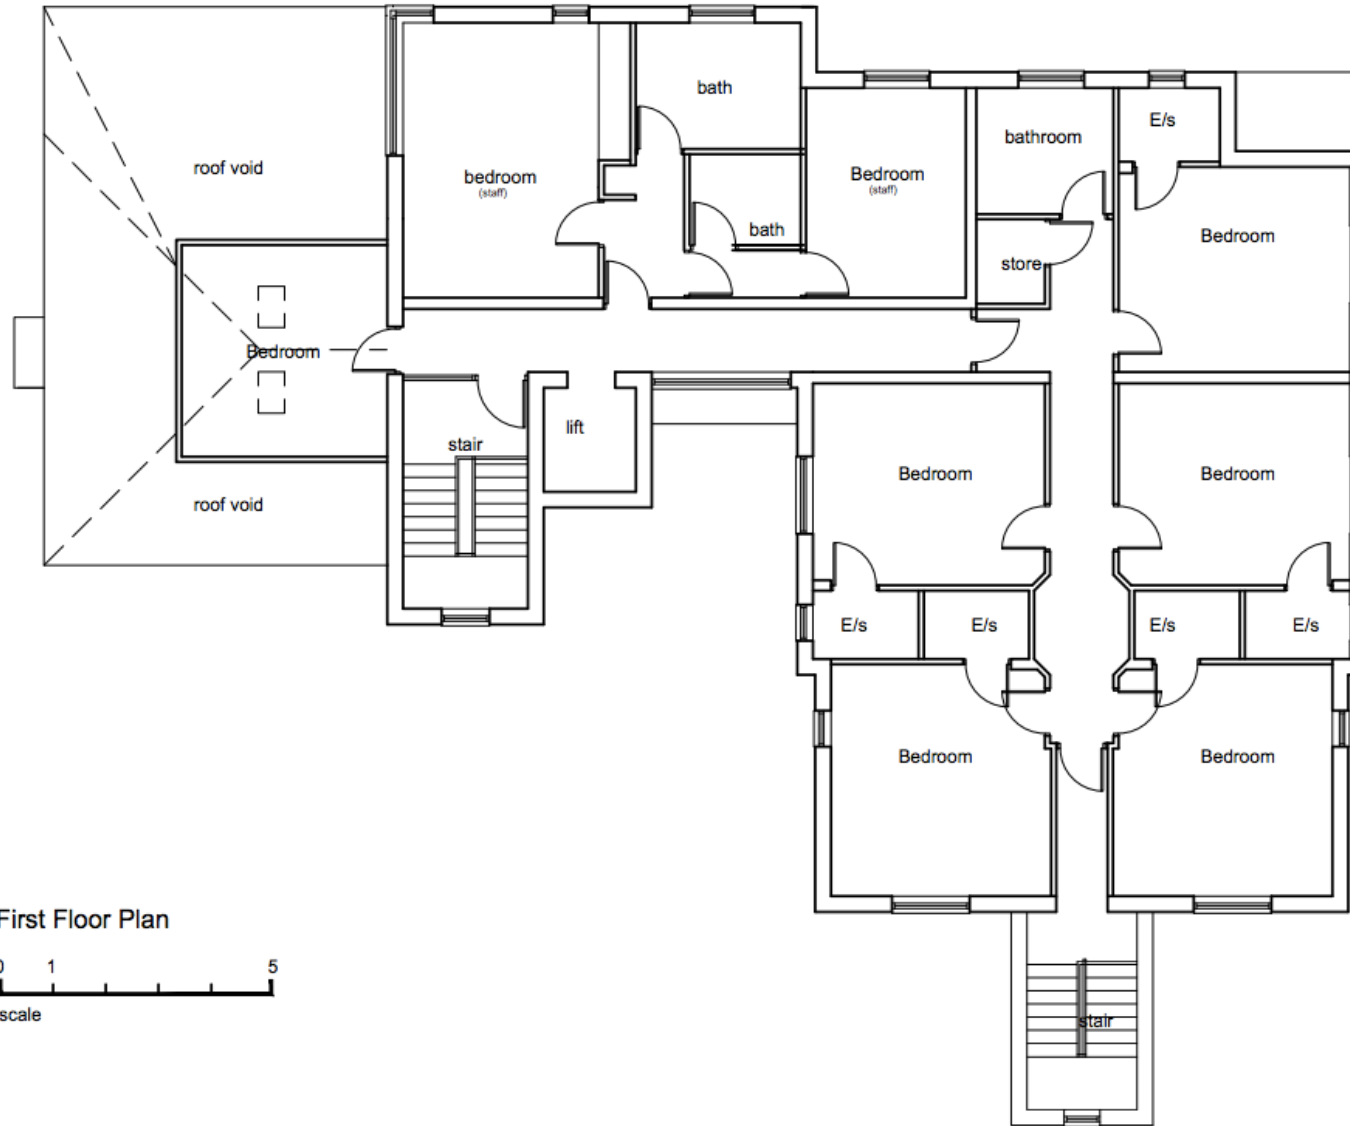 bath
E/s
bathroom
roof void
bedroom
(staff)
Bedroom
(staff)
bath
Bedroom
store
Bedroom
lift
stair
Bedroom
Bedroom
roof void
E/s
E/s
E/s
E/s
Bedroom
Bedroom
First Floor Plan
0 1 5
scale
stair